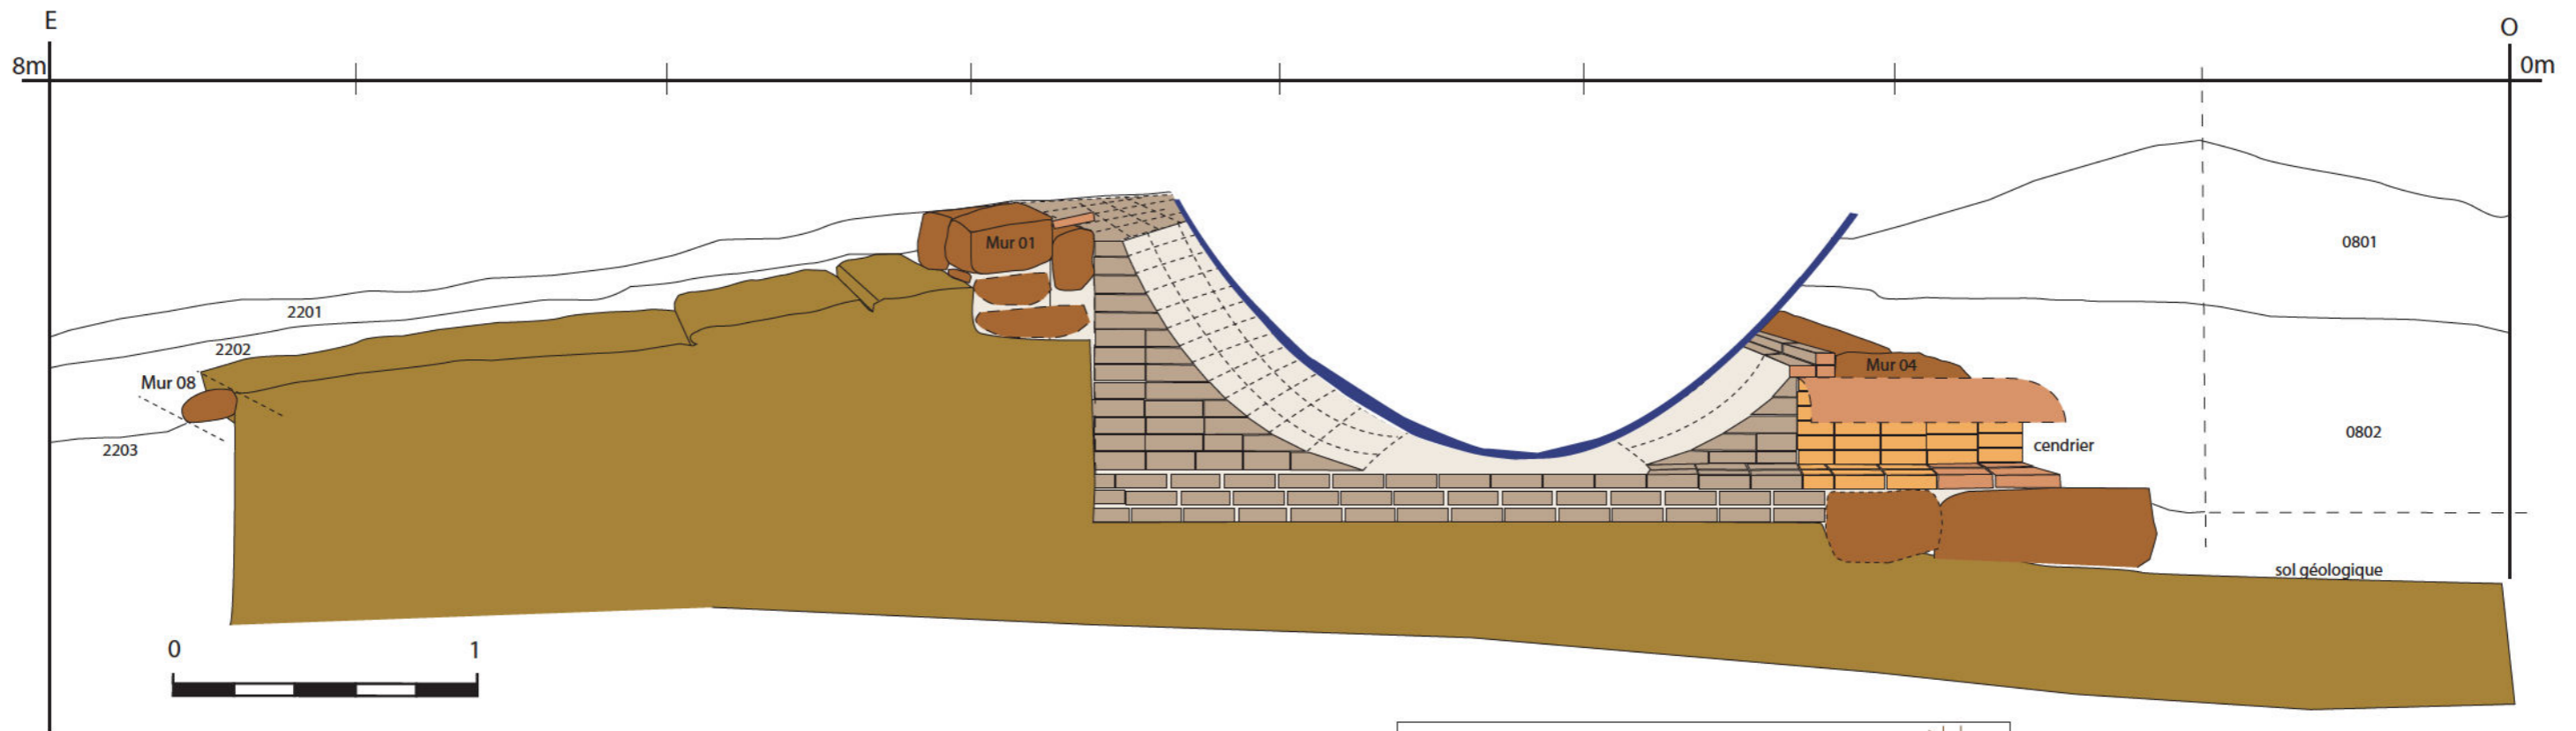 E
O
8m
0m
Mur 01
0801
2201
2202
Mur 04
Mur 08
0802
cendrier
2203
sol géologique
0 1